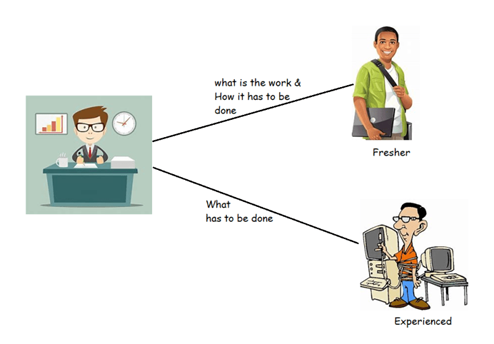 what is the work &
How it has to be
done
Fresher
What
has to be done
Experienced